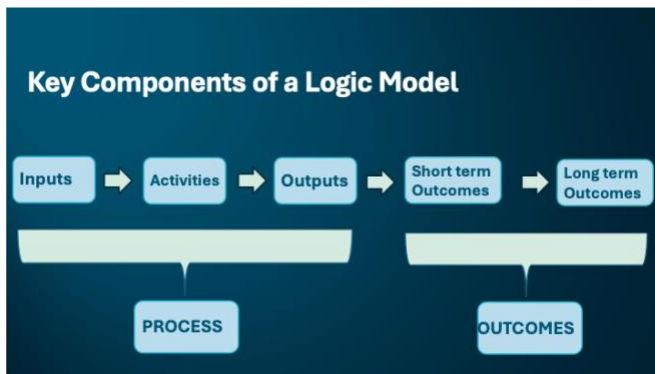 Key Components of a Logic Model
Inputs
Activities
Outputs
Short term
Outcomes
Long term
Outcomes
PROCESS
OUTCOMES